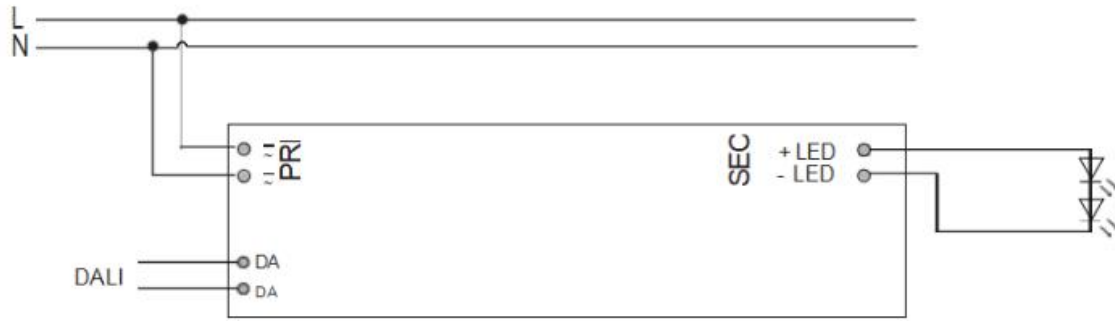 L
N
PRI
SEC
+ LED
- LED
DALI
DA
DA